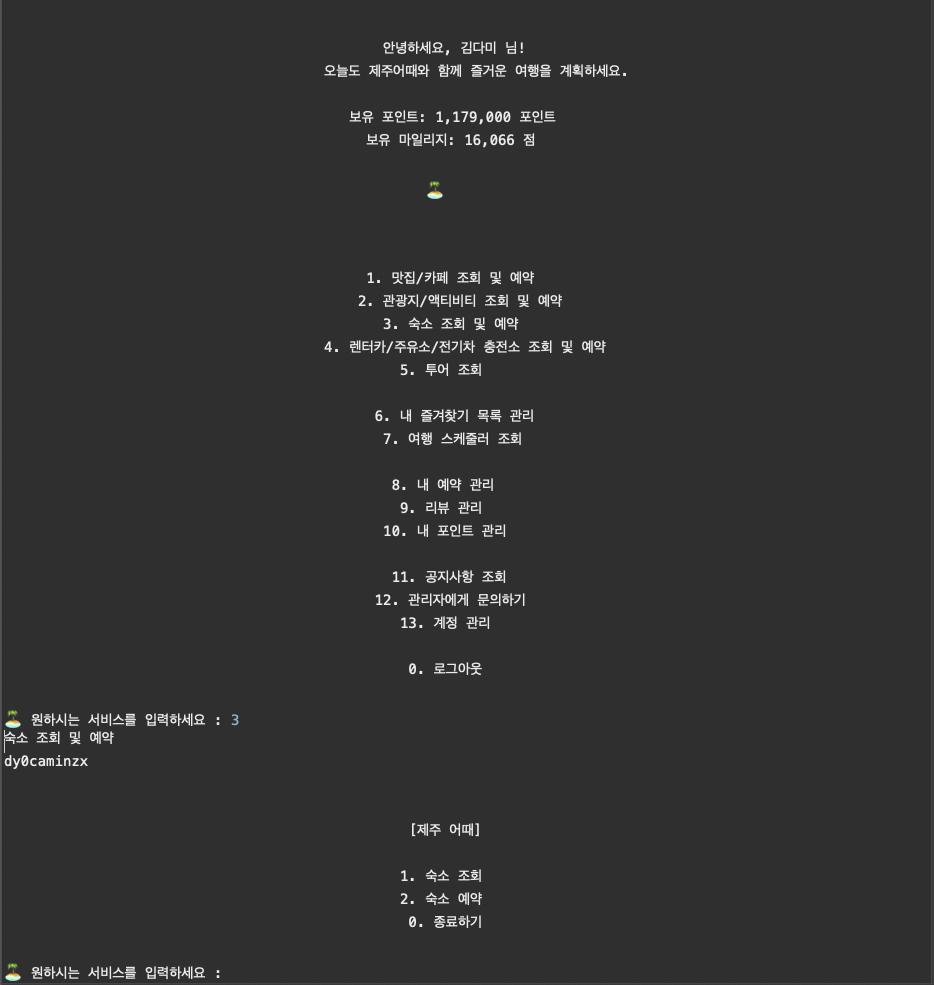 안녕하세요, 김다미 님!
오늘도 제주어때와 함께 즐거운 여행을 계획하세요.
보유 포인트: 1,179,000 포인트
보유 마일리지: 16,066 점
1. 맛집/카페 조회 및 예약
2. 관광지/액티비티 조회 및 예약
3. 숙소 조회 및 예약
4. 렌터카/주유소/전기차 충전소 조회 및 예약
5. 투어 조회
6. 내 즐겨찾기 목록 관리
7. 여행 스케줄러 조회
8. 내 예약 관리
9. 리뷰 관리
10. 내 포인트 관리
11. 공지사항 조회
12. 관리자에게 문의하기
13. 계정 관리
0. 로그아웃
원하시는 서비스를 입력하세요 : 3
숙소 조회 및 예약
dy0caminzx
[제주 어때]
1. 숙소 조회
2. 숙소 예약
0. 종료하기
원하시는 서비스를 입력하세요 :